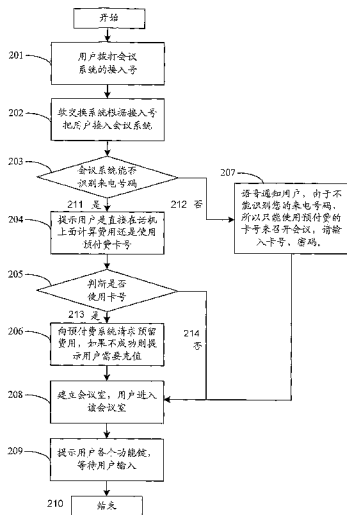 开始
201
用户拨打会议
系统的接入号
202
软交换系统根据接入号
把用户接入会议系统
203
会议系统能否
识别来电号码
211 是
212 否
207
语音通知用户，由于不
能识别您的来电号码，
所以只能使用预付费的
卡号来召开会议，请输
入卡号、密码。
204
提示用户是直接在话机
上面计算费用还是使用
预付费卡号
205
判断是否
使用卡号
213 是
214
否
206
向预付费系统请求预留
费用，如果不成功则提
示用户需要充值
208
建立会议室，用户进入
该会议室
209
提示用户各个功能键，
等待用户输入
210
结束